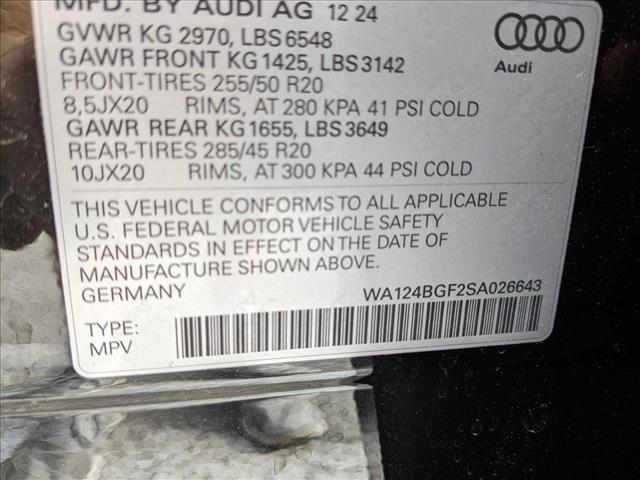 MFD. BY AUDI AG 12 24
GVWR KG 2970, LBS 6548
GAWR FRONT KG 1425, LBS 3142
FRONT-TIRES 255/50 R20
8,5JX20 RIMS, AT 280 KPA 41 PSI COLD
GAWR REAR KG 1655, LBS 3649
REAR-TIRES 285/45 R20
10JX20 RIMS, AT 300 KPA 44 PSI COLD
Audi
THIS VEHICLE CONFORMS TO ALL APPLICABLE
U.S. FEDERAL MOTOR VEHICLE SAFETY
STANDARDS IN EFFECT ON THE DATE OF
MANUFACTURE SHOWN ABOVE.
GERMANY WA124BGF2SA026643
TYPE:
MPV